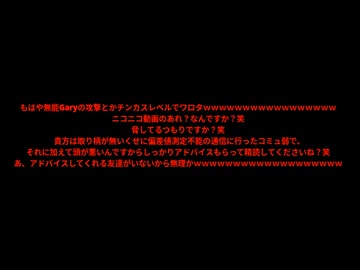 もはや無能Garyの攻撃とかチンカスレベルでワロタwwwwwwwwwwwwwwwww
ニコニコ動画のあれ？なんですか？笑
脅してるつもりですか？笑
貴方は取り柄が無いくせに偏差値測定不能の通信に行ったコミュ弱で、
それに加えて頭が悪いんですからしっかりアドバイスもらって精読してくださいね？笑
あ、アドバイスしてくれる友達がいないから無理かwwwwwwwwwwwwwwwwwww